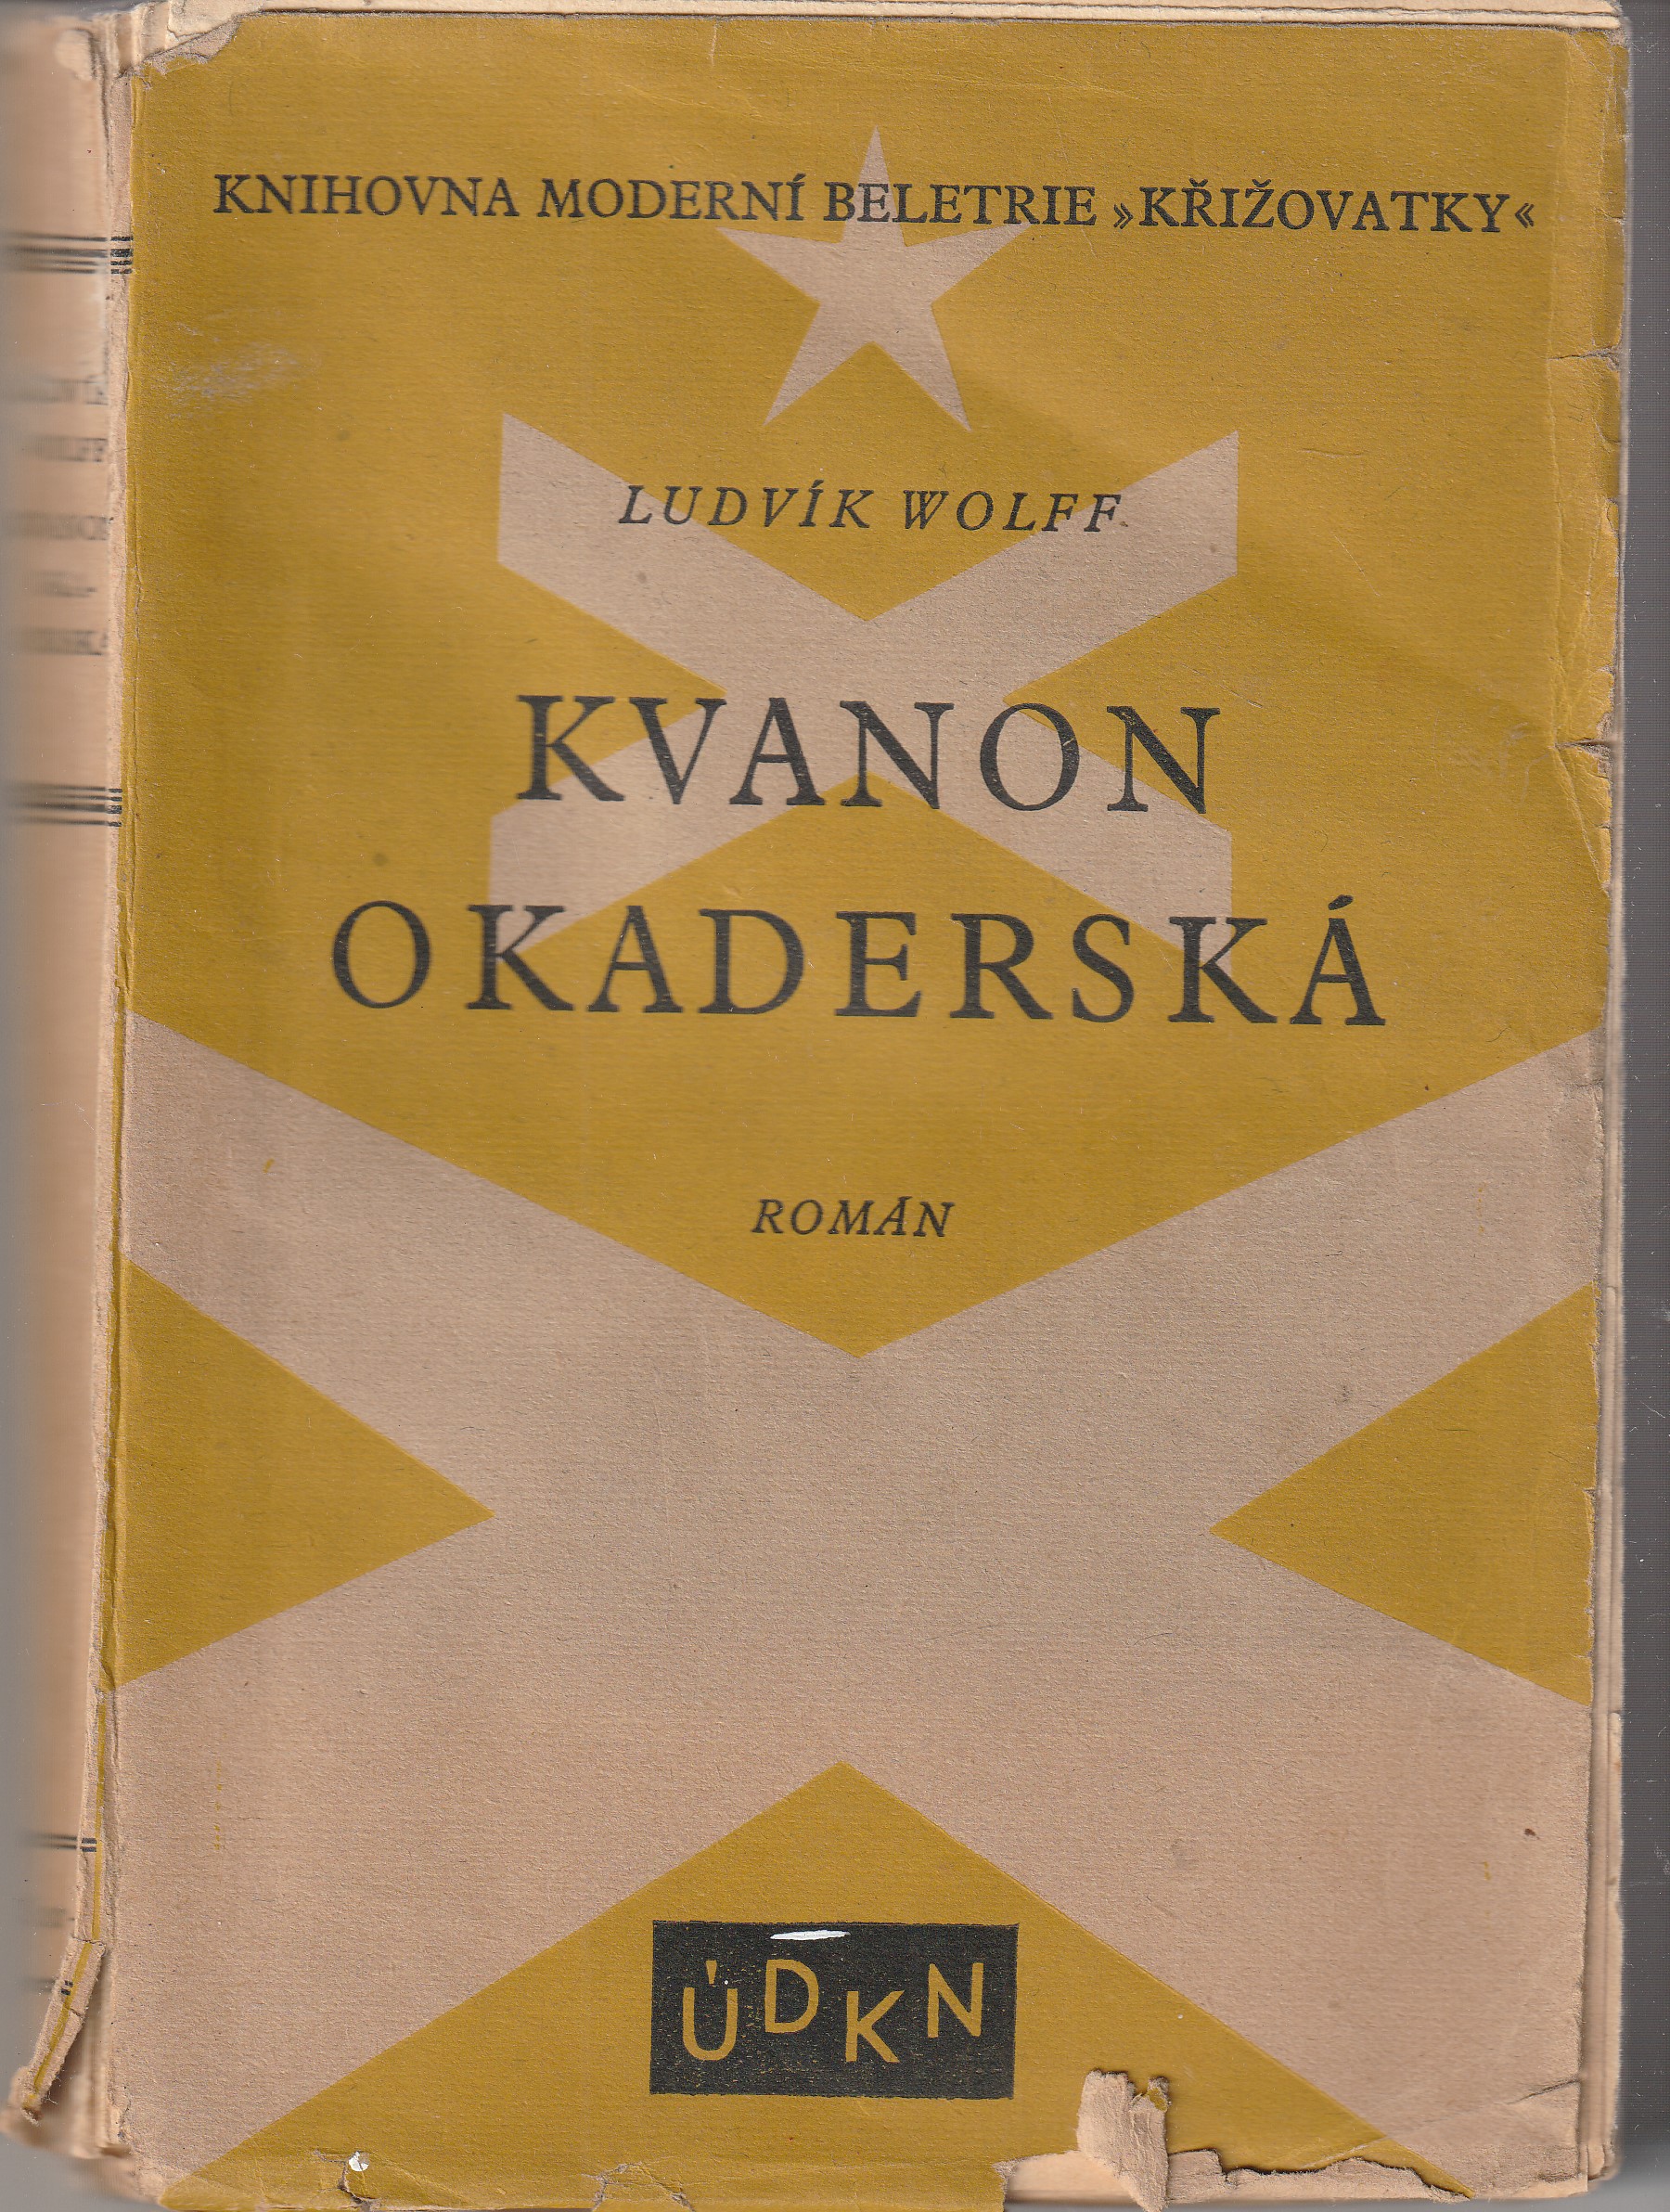 KNIHOVNA MODERNÍ BELETRIE »KŘIŽOVATKY«
LUDVÍK WOLFF
KVANON
OKADERSKÁ
ROMÁN
ÚDKN